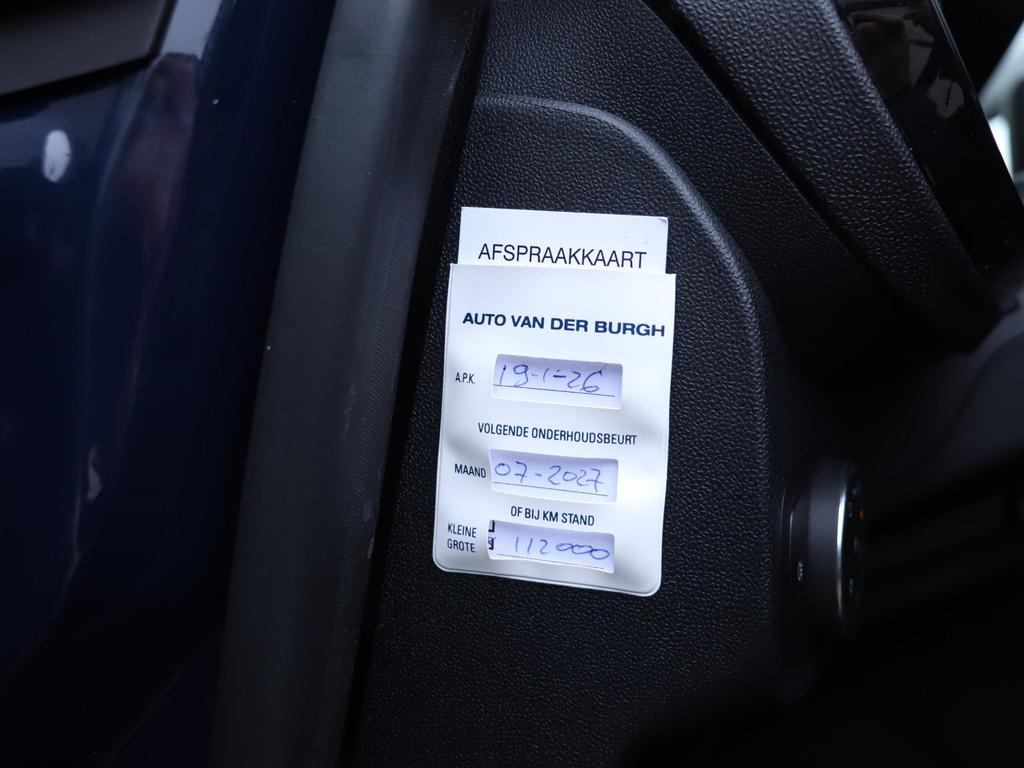 AFSPRAAKKAART
AUTO VAN DER BURGH
A.P.K. 19-1-26
VOLGENDE ONDERHOUDSBEURT
MAAND 07-2027
OF BIJ KM STAND
KLEINE
GROTE 112000